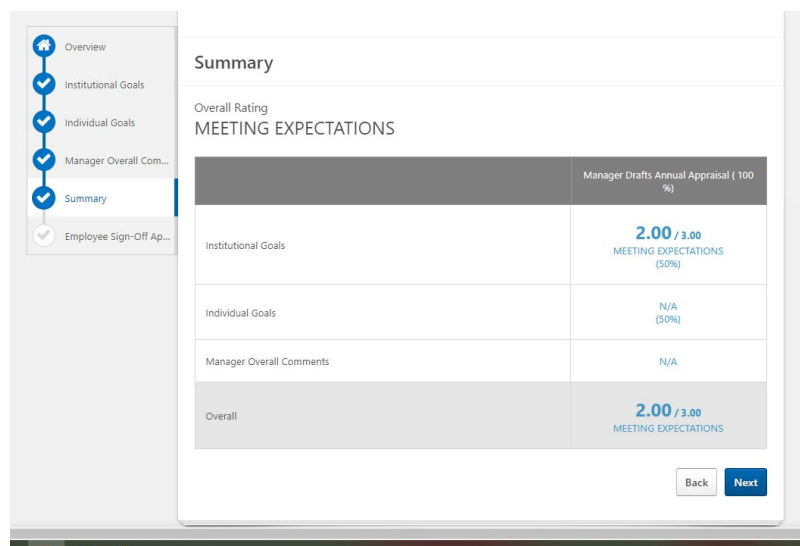 Overview
Institutional Goals
Individual Goals
Manager Overall Com...
Summary
Employee Sign-Off Ap...
Summary
Overall Rating
MEETING EXPECTATIONS
Manager Drafts Annual Appraisal ( 100
%)
Institutional Goals
2.00 / 3.00
MEETING EXPECTATIONS
(50%)
Individual Goals
N/A
(50%)
Manager Overall Comments
N/A
Overall
2.00 / 3.00
MEETING EXPECTATIONS
Back
Next